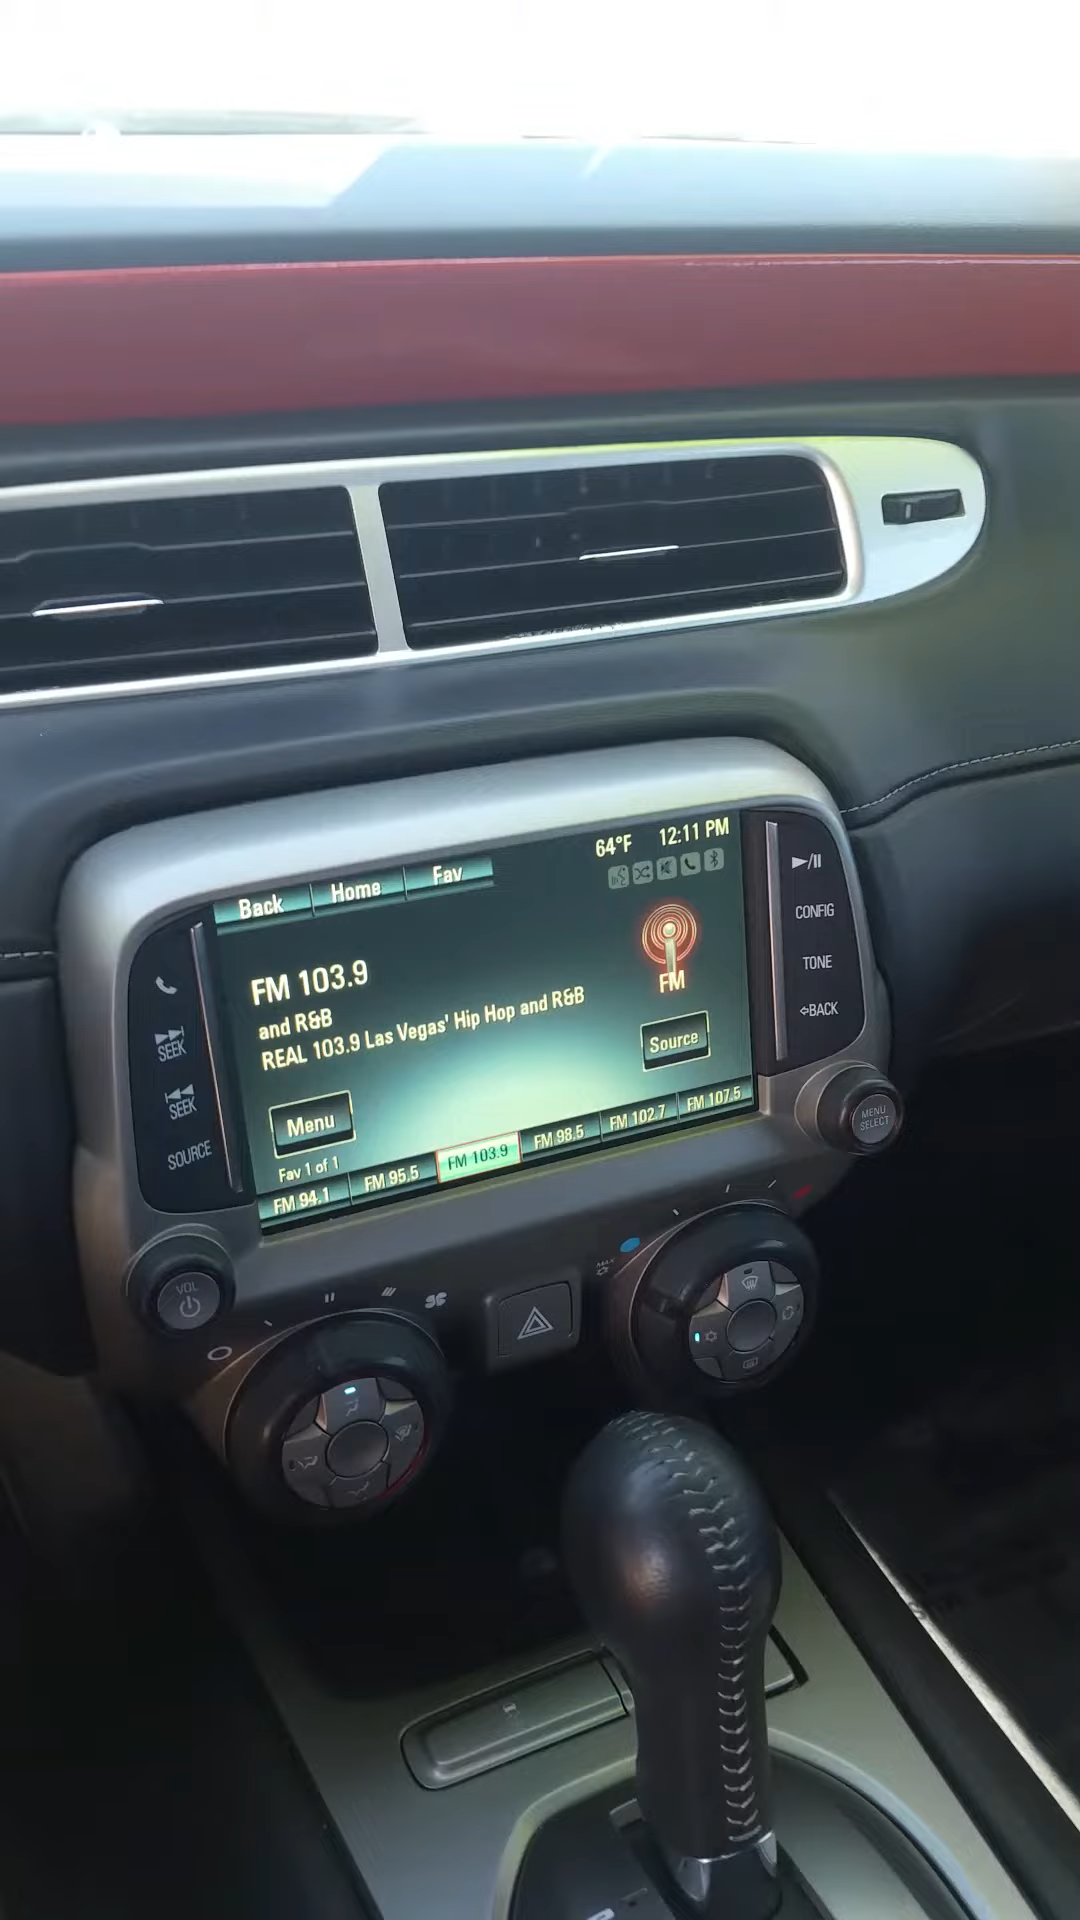 64°F 12:11 PM
Back Home Fav
FM 103.9
and R&B
REAL 103.9 Las Vegas' Hip Hop and R&B
FM
Source
Menu
Fav 1 of 1
FM 94.1 FM 95.5 FM 103.9 FM 98.5 FM 102.7 FM 107.5
SEEK
SEEK
SOURCE
VOL
CONFIG
TONE
BACK
MENU
SELECT